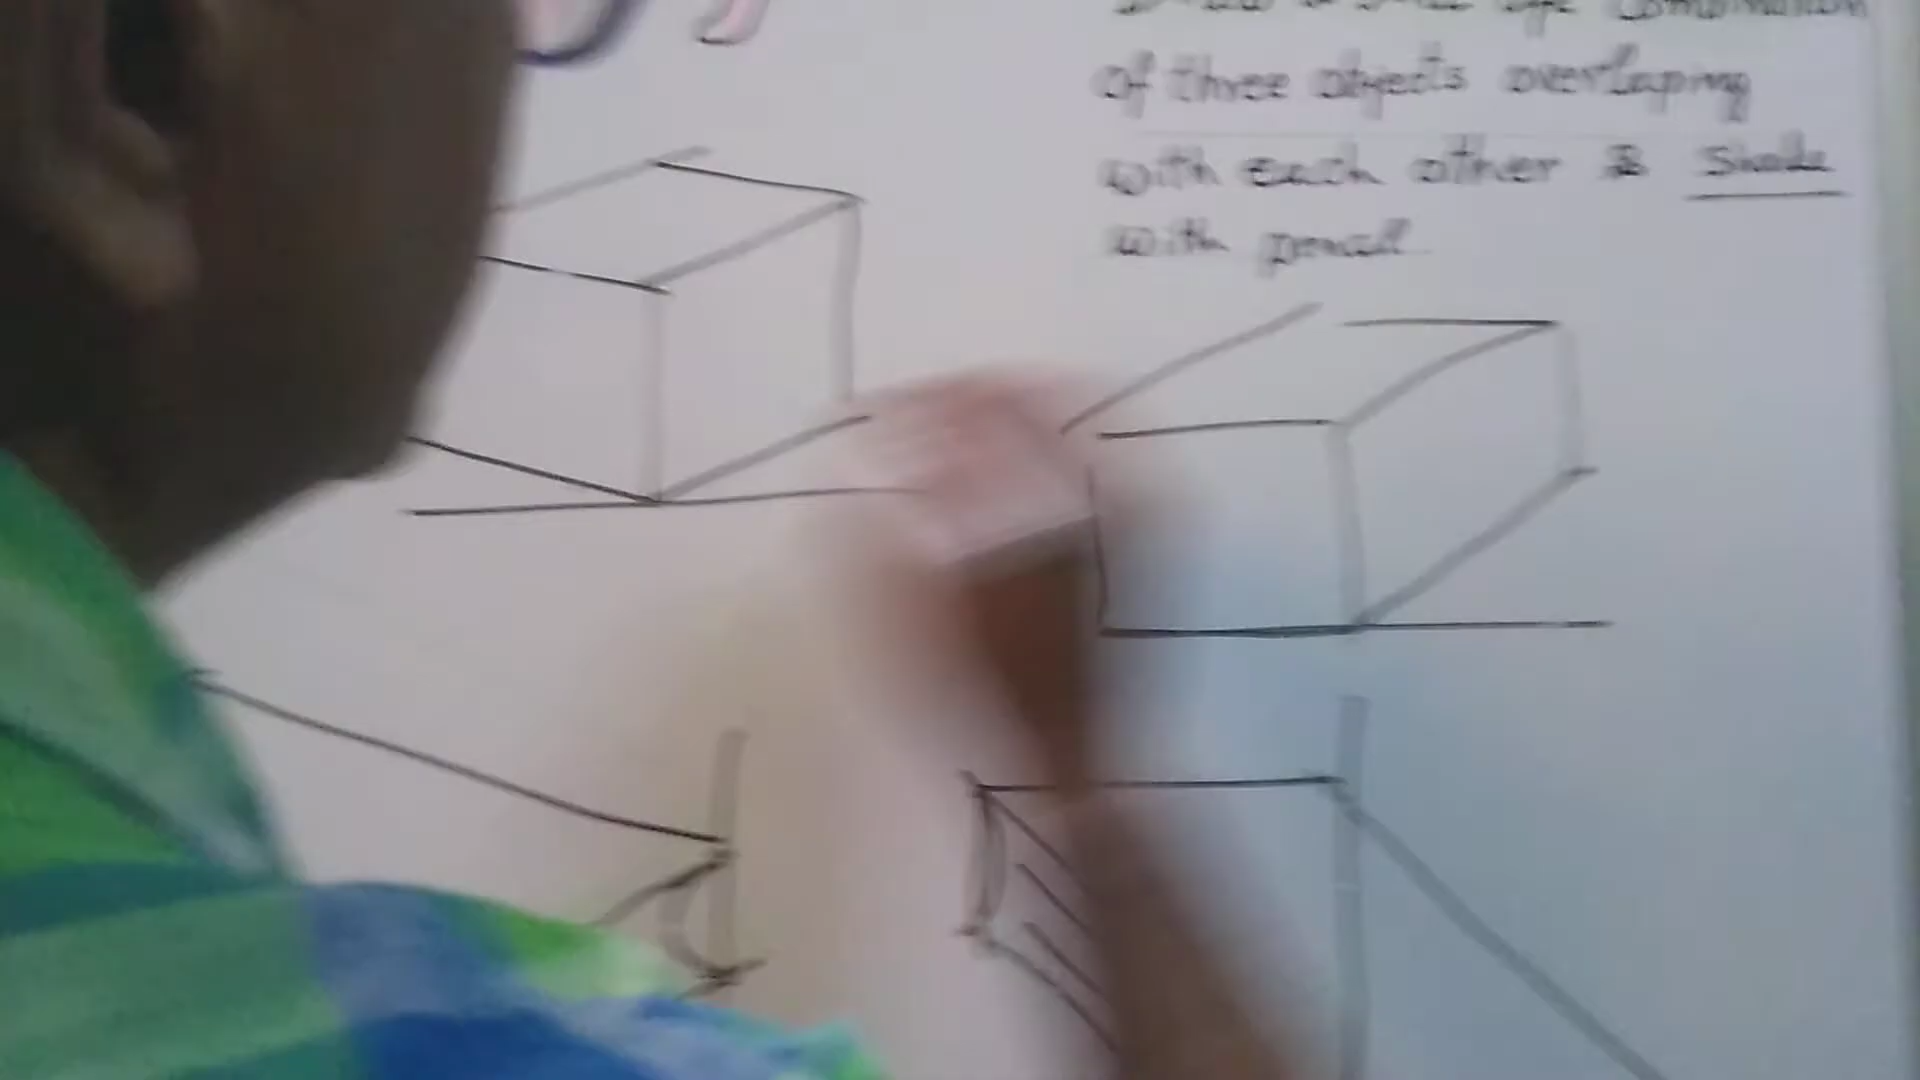 of three objects overlaping
with each other & Shade
with pencil.